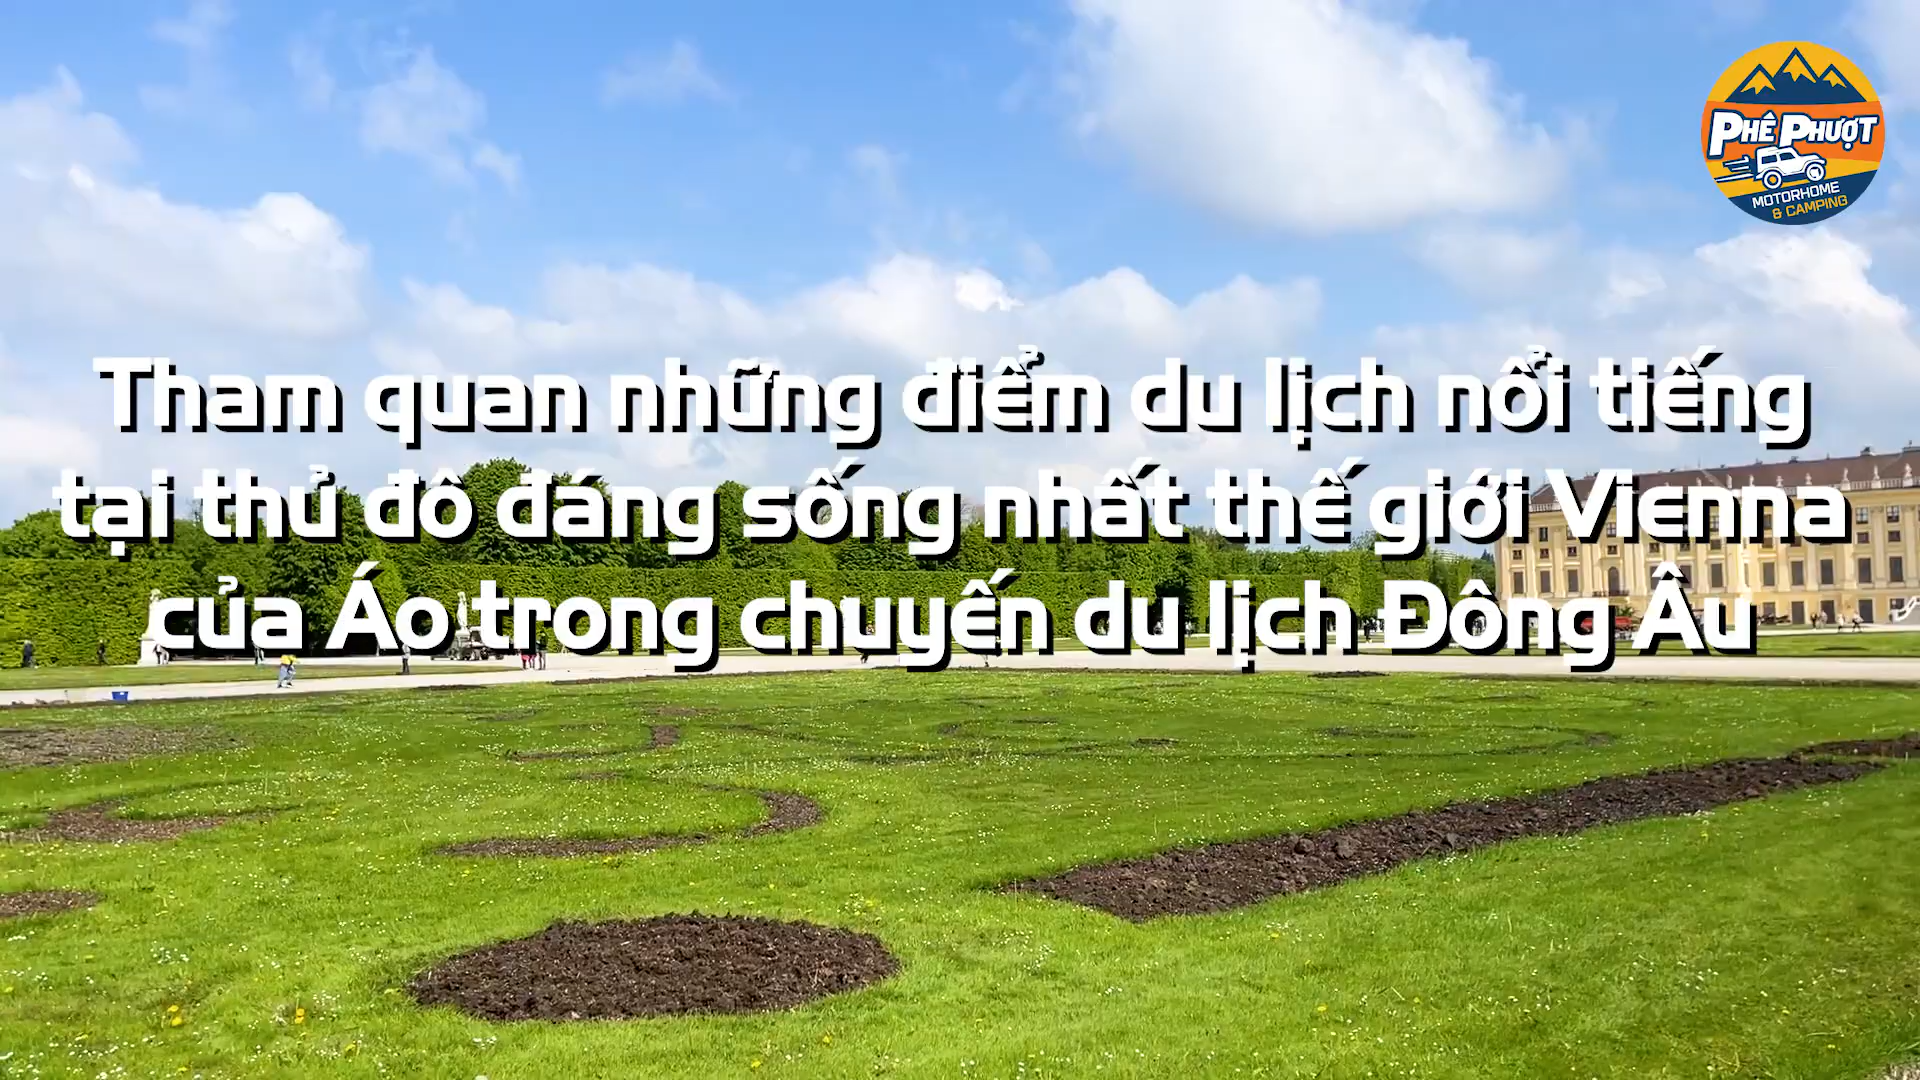 PHÊ PHƯỢT
MOTORHOME
& CAMPING
Tham quan những điểm du lịch nổi tiếng
tại thủ đô đáng sống nhất thế giới Vienna
của Áo trong chuyến du lịch Đông Âu